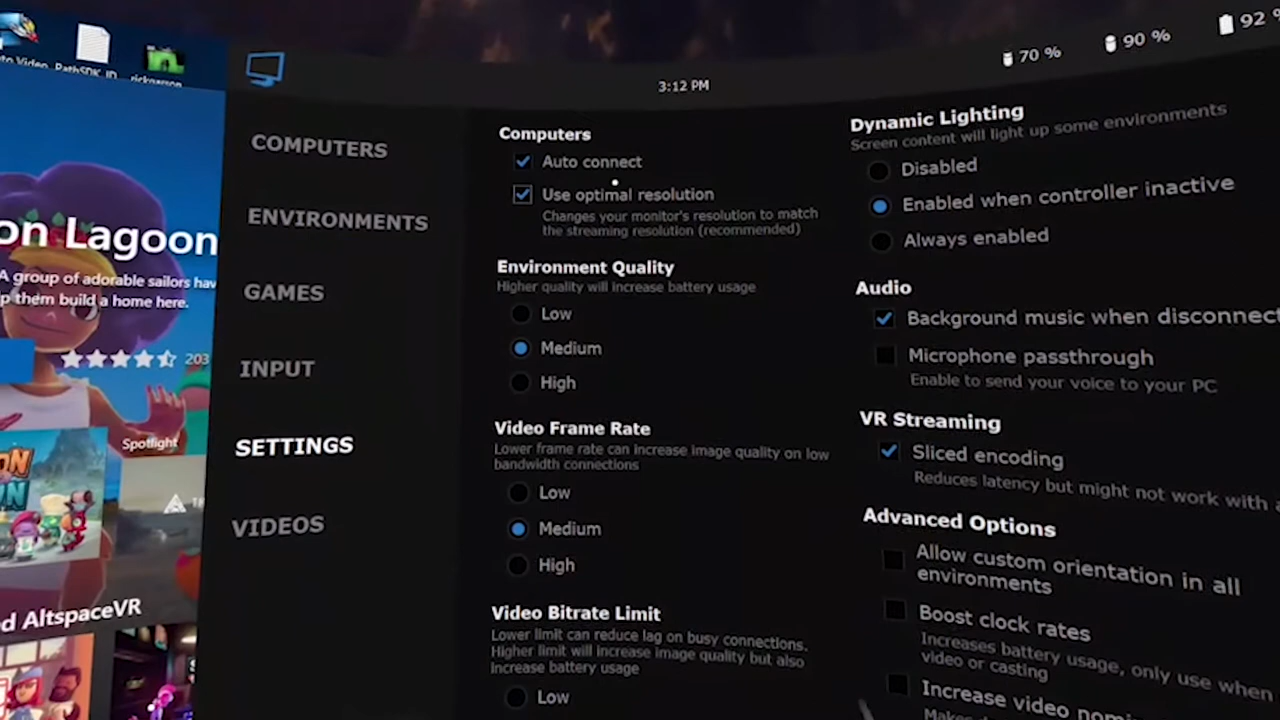 PathSDK_ID
3:12 PM
70 %
90 %
92 %
on Lagoon
A group of adorable sailors hav
p them build a home here.
203
Spotlight
d AltspaceVR
COMPUTERS
ENVIRONMENTS
GAMES
INPUT
SETTINGS
VIDEOS
Computers
Auto connect
Use optimal resolution
Changes your monitor's resolution to match
the streaming resolution (recommended)
Environment Quality
Higher quality will increase battery usage
Low
Medium
High
Video Frame Rate
Lower frame rate can increase image quality on low
bandwidth connections
Low
Medium
High
Video Bitrate Limit
Lower limit can reduce lag on busy connections.
Higher limit will increase image quality but also
increase battery usage
Low
Dynamic Lighting
Screen content will light up some environments
Disabled
Enabled when controller inactive
Always enabled
Audio
Background music when disconnect
Microphone passthrough
Enable to send your voice to your PC
VR Streaming
Sliced encoding
Reduces latency but might not work with a
Advanced Options
Allow custom orientation in all
environments
Boost clock rates
Increases battery usage, only use when
video or casting
Increase video nomi